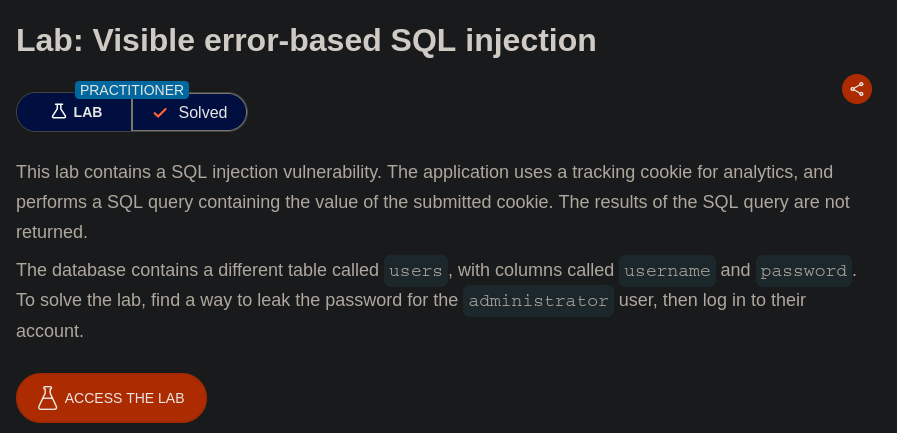 Lab: Visible error-based SQL injection
PRACTITIONER
LAB
Solved
This lab contains a SQL injection vulnerability. The application uses a tracking cookie for analytics, and
performs a SQL query containing the value of the submitted cookie. The results of the SQL query are not
returned.
The database contains a different table called users, with columns called username and password.
To solve the lab, find a way to leak the password for the administrator user, then log in to their
account.
ACCESS THE LAB